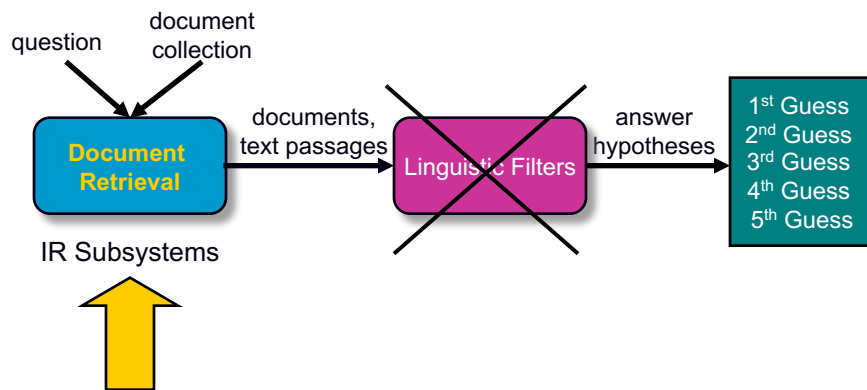 question
document
collection
Document
Retrieval
IR Subsystems
documents,
text passages
Linguistic Filters
answer
hypotheses
1st Guess
2nd Guess
3rd Guess
4th Guess
5th Guess